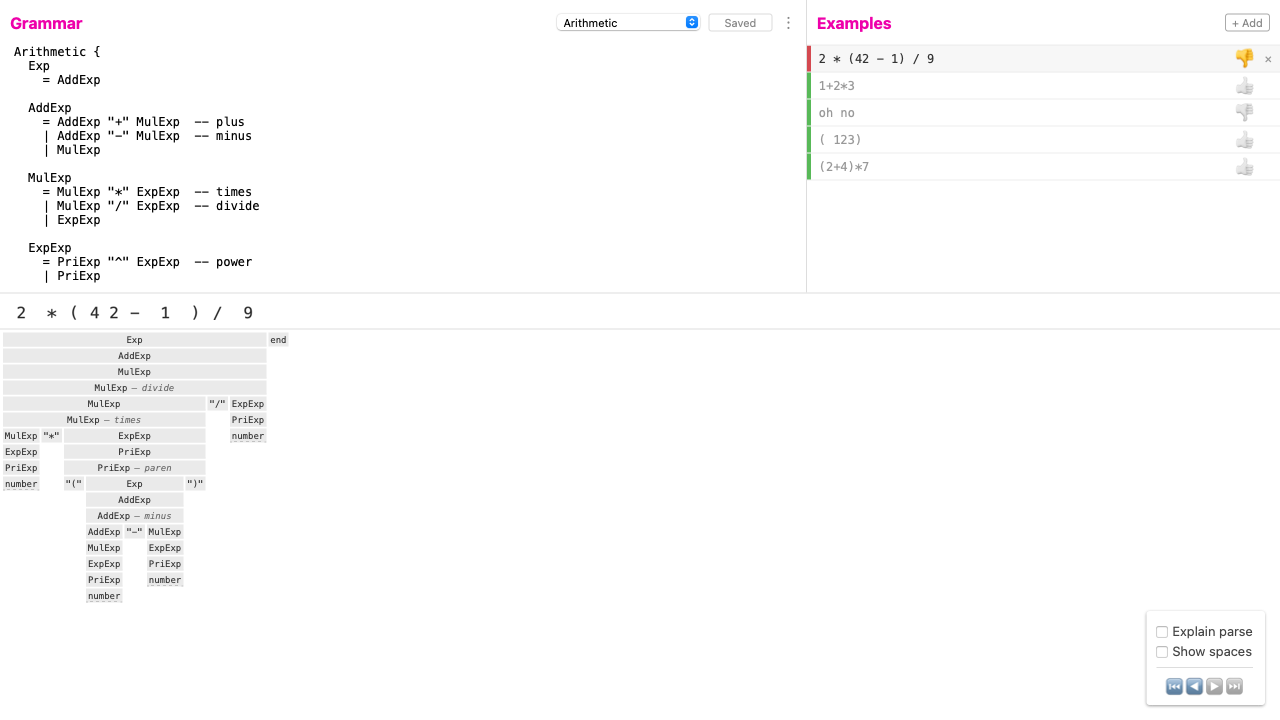 Grammar
Arithmetic
Saved
Examples
+ Add
Arithmetic {
Exp
= AddExp
AddExp
= AddExp "+" MulExp -- plus
| AddExp "-" MulExp -- minus
| MulExp
MulExp
= MulExp "*" ExpExp -- times
| MulExp "/" ExpExp -- divide
| ExpExp
ExpExp
= PriExp "^" ExpExp -- power
| PriExp
2 * (42 - 1) / 9
1+2*3
oh no
( 123)
(2+4)*7
2 * ( 4 2 - 1 ) / 9
Exp end
AddExp
MulExp
MulExp – divide
MulExp "/" ExpExp
MulExp – times PriExp
MulExp "*" ExpExp number
ExpExp PriExp
PriExp PriExp – paren
number "(" Exp ")"
AddExp
AddExp – minus
AddExp "-" MulExp
MulExp ExpExp
ExpExp PriExp
PriExp number
number
Explain parse
Show spaces